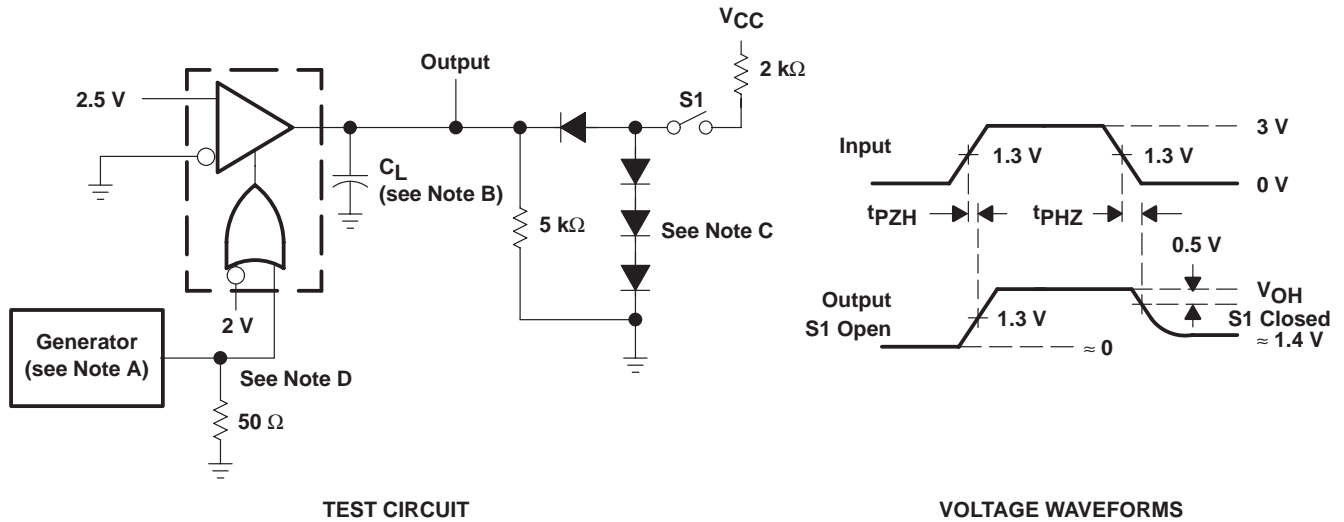 VCC
2 kΩ
Output
S1
2.5 V
CL
(see Note B)
5 kΩ
See Note C
2 V
Generator
(see Note A)
See Note D
50 Ω
TEST CIRCUIT
Input
3 V
1.3 V
1.3 V
0 V
tPZH
tPHZ
0.5 V
Output
S1 Open
1.3 V
≈ 0
VOH
S1 Closed
≈ 1.4 V
VOLTAGE WAVEFORMS